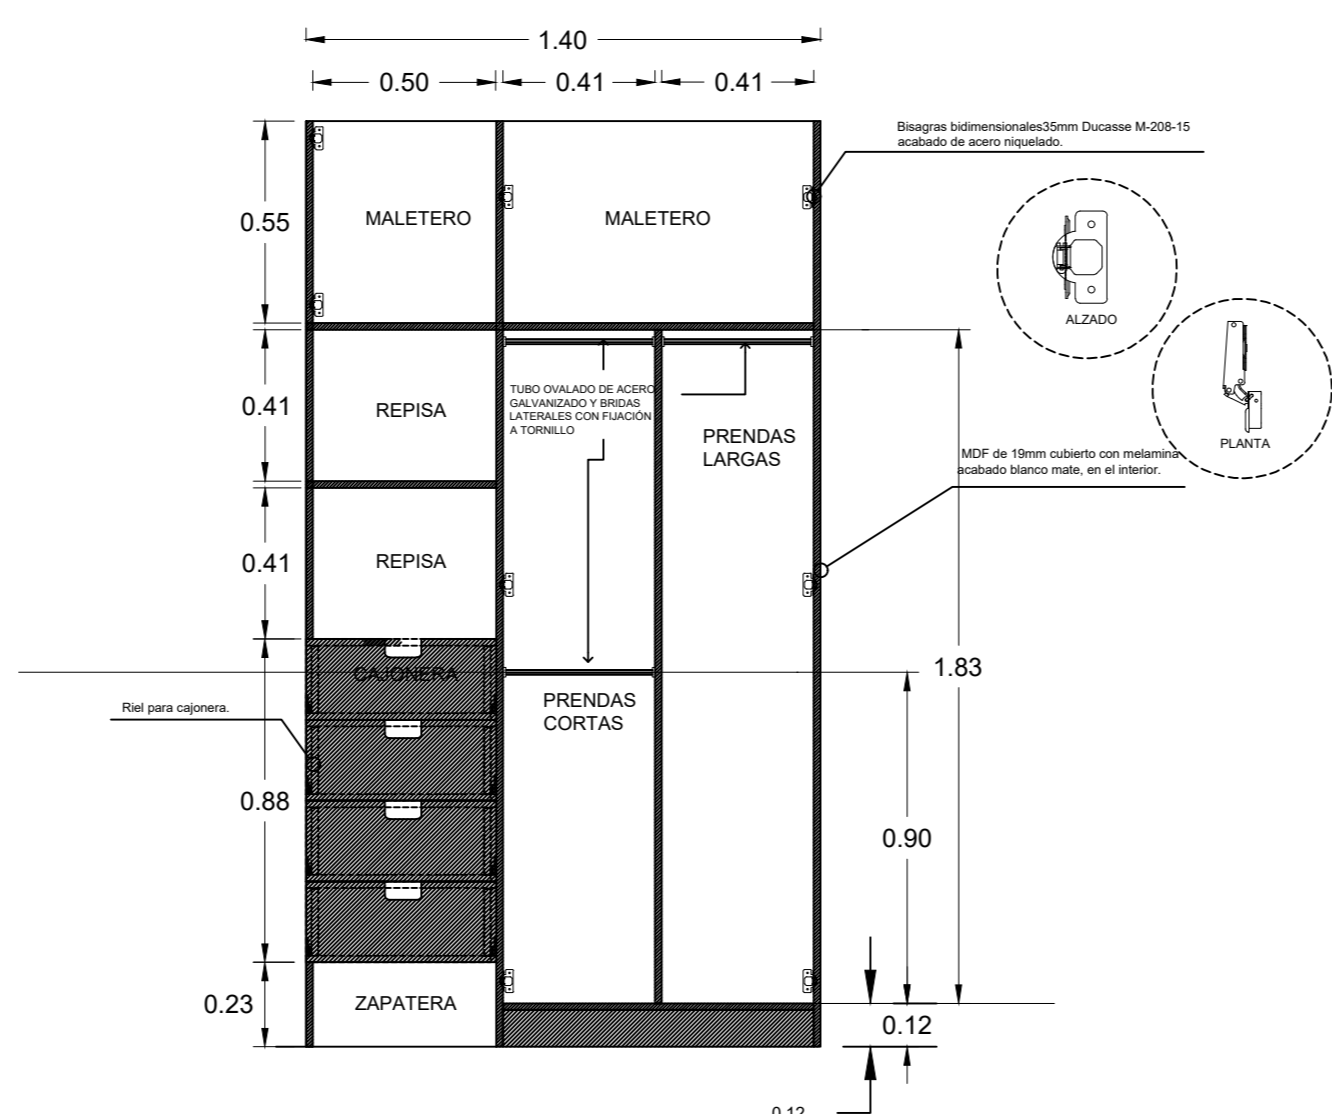 1.40
0.50
0.41
0.41
Bisagras bidimensionales35mm Ducasse M-208-15
acabado de acero niquelado.
0.55
MALETERO
MALETERO
ALZADO
0.41
REPISA
TUBO OVALADO DE ACERO
GALVANIZADO Y BRIDAS
LATERALES CON FIJACIÓN
A TORNILLO
PRENDAS
LARGAS
PLANTA
MDF de 19mm cubierto con melamina
acabado blanco mate, en el interior.
0.41
REPISA
CAJONERA
1.83
Riel para cajonera.
PRENDAS
CORTAS
0.88
0.90
0.23
ZAPATERA
0.12
0.12